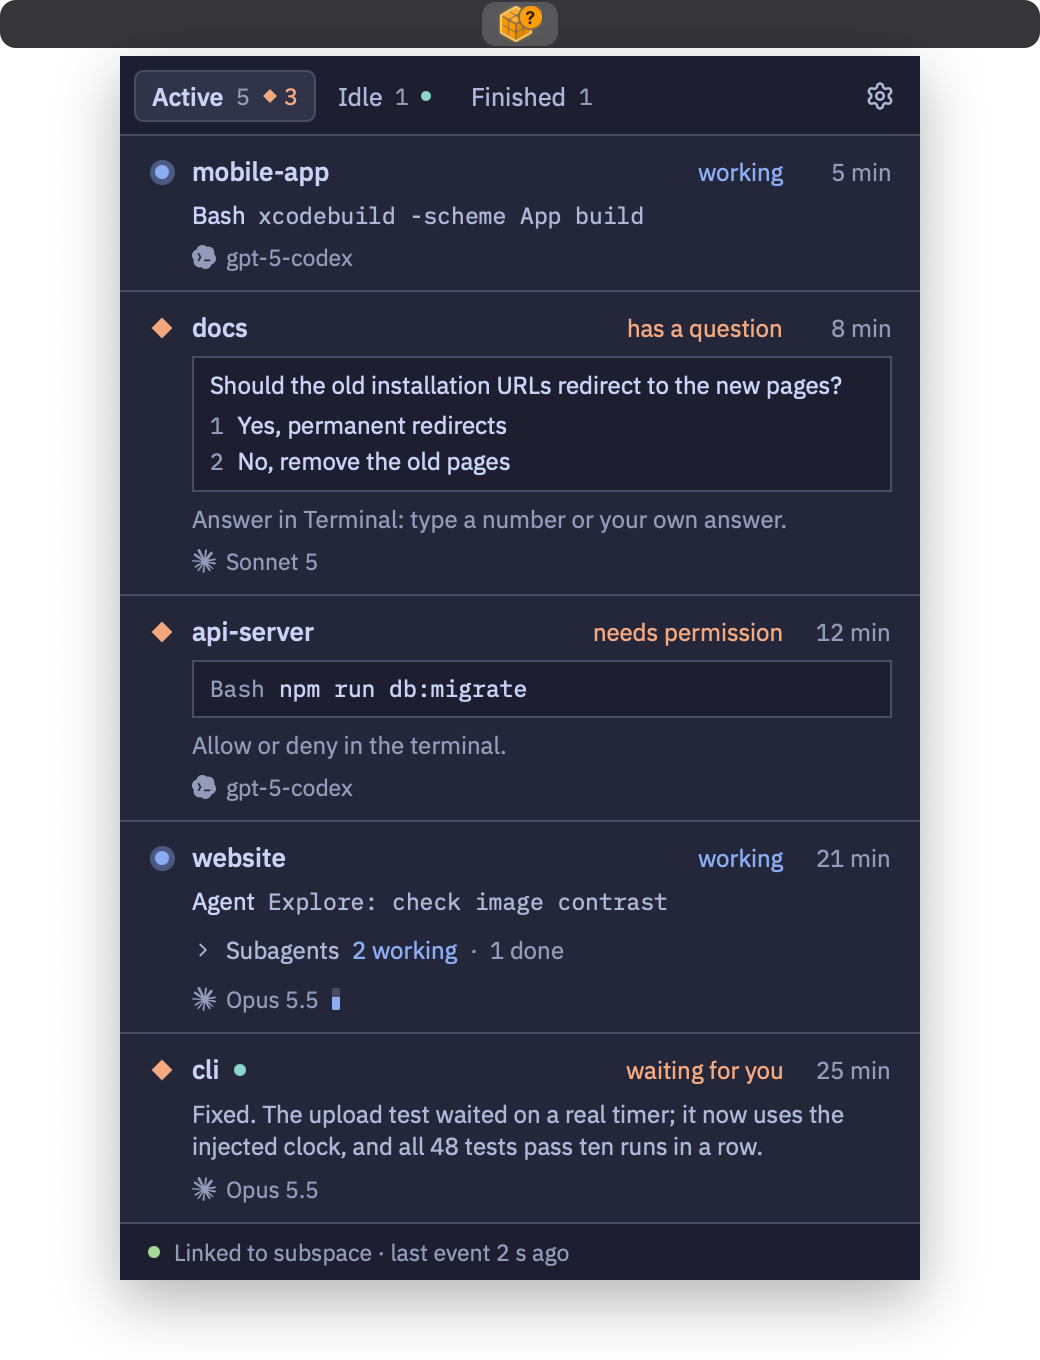 ?
Active 5 3 Idle 1 Finished 1
mobile-app working 5 min
Bash xcodebuild -scheme App build
gpt-5-codex
docs has a question 8 min
Should the old installation URLs redirect to the new pages?
1 Yes, permanent redirects
2 No, remove the old pages
Answer in Terminal: type a number or your own answer.
Sonnet 5
api-server needs permission 12 min
Bash npm run db:migrate
Allow or deny in the terminal.
gpt-5-codex
website working 21 min
Agent Explore: check image contrast
Subagents 2 working · 1 done
Opus 5.5
cli waiting for you 25 min
Fixed. The upload test waited on a real timer; it now uses the
injected clock, and all 48 tests pass ten runs in a row.
Opus 5.5
Linked to subspace · last event 2 s ago